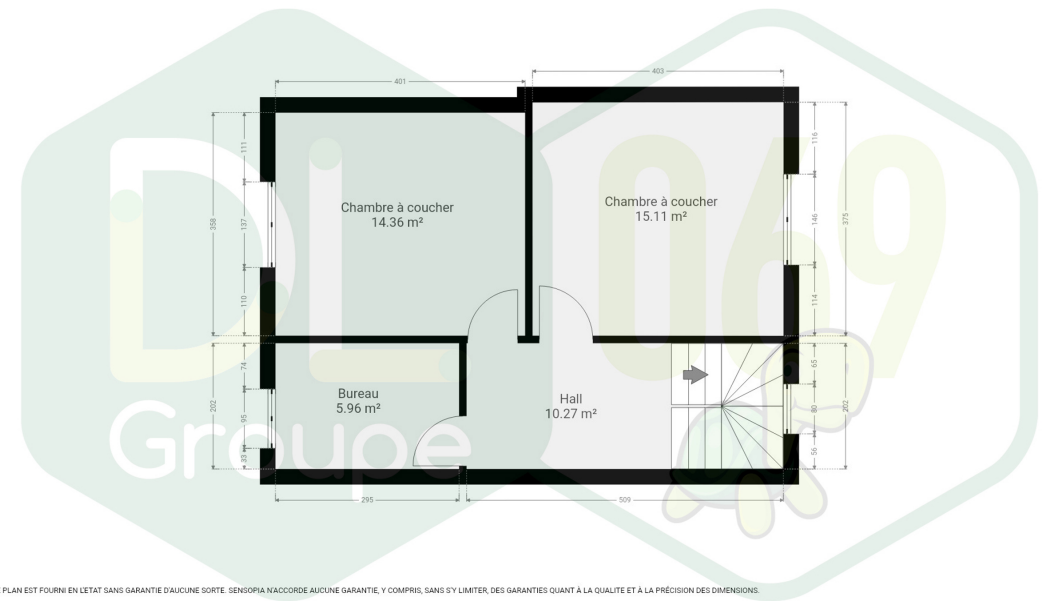 401
403
111
137
110
358
116
146
114
375
Chambre à coucher
14.36 m²
Chambre à coucher
15.11 m²
74
95
33
202
65
80
56
202
Bureau
5.96 m²
Hall
10.27 m²
295
509
DL
Groupe
069
PLAN EST FOURNI EN L'ETAT SANS GARANTIE D'AUCUNE SORTE. SENSOPIA N'ACCORDE AUCUNE GARANTIE, Y COMPRIS, SANS S'Y LIMITER, DES GARANTIES QUANT À LA QUALITE ET À LA PRÉCISION DES DIMENSIONS.